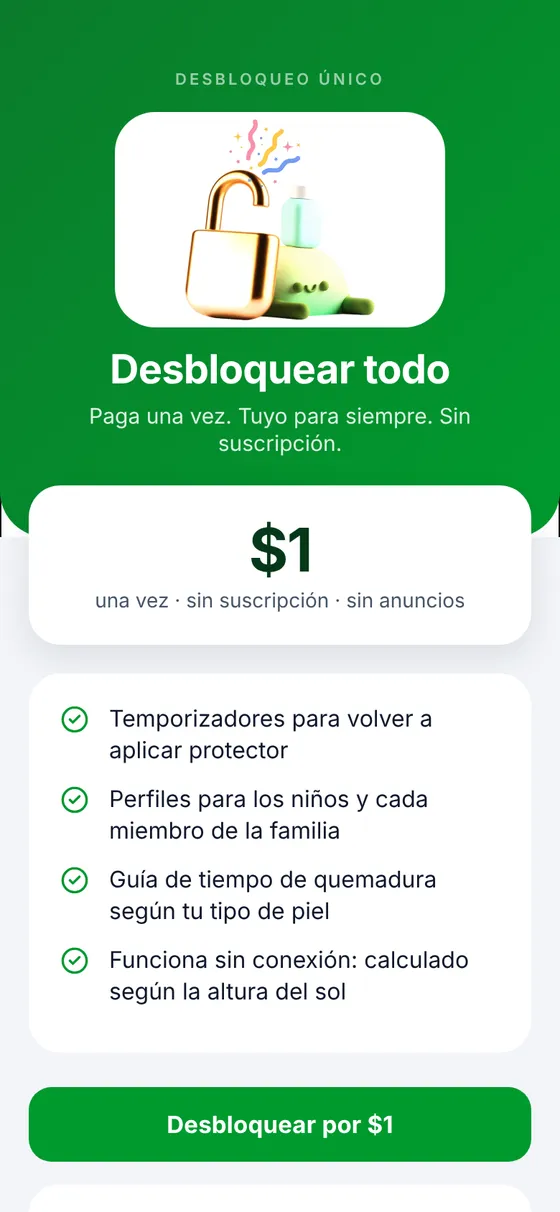 DESBLOQUEO ÚNICO
Desbloquear todo
Paga una vez. Tuyo para siempre. Sin
suscripción.
$1
una vez · sin suscripción · sin anuncios
Temporizadores para volver a
aplicar protector
Perfiles para los niños y cada
miembro de la familia
Guía de tiempo de quemadura
según tu tipo de piel
Funciona sin conexión: calculado
según la altura del sol
Desbloquear por $1